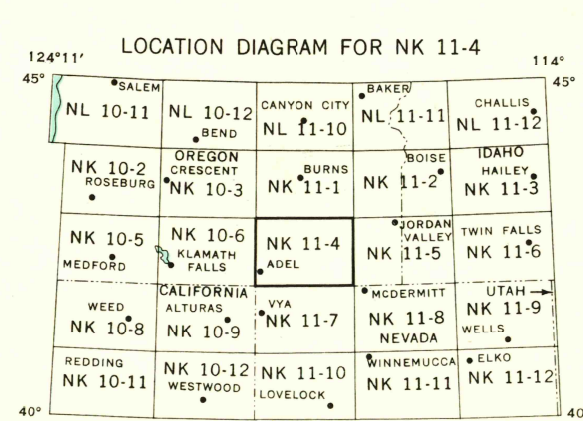 LOCATION DIAGRAM FOR NK 11-4
124°11'
114°
45°
45°
SALEM
NL 10-11
NL 10-12
BEND
CANYON CITY
NL 11-10
BAKER
NL 11-11
CHALLIS
NL 11-12
NK 10-2
ROSEBURG
OREGON
CRESCENT
NK 10-3
BURNS
NK 11-1
BOISE
NK 11-2
IDAHO
HAILEY
NK 11-3
NK 10-5
MEDFORD
NK 10-6
KLAMATH
FALLS
NK 11-4
ADEL
JORDAN
VALLEY
NK 11-5
TWIN FALLS
NK 11-6
WEED
NK 10-8
CALIFORNIA
ALTURAS
NK 10-9
VYA
NK 11-7
MCDERMITT
NK 11-8
NEVADA
UTAH
NK 11-9
WELLS
REDDING
NK 10-11
NK 10-12
WESTWOOD
NK 11-10
LOVELOCK
WINNEMUCCA
NK 11-11
ELKO
NK 11-12
40°
40